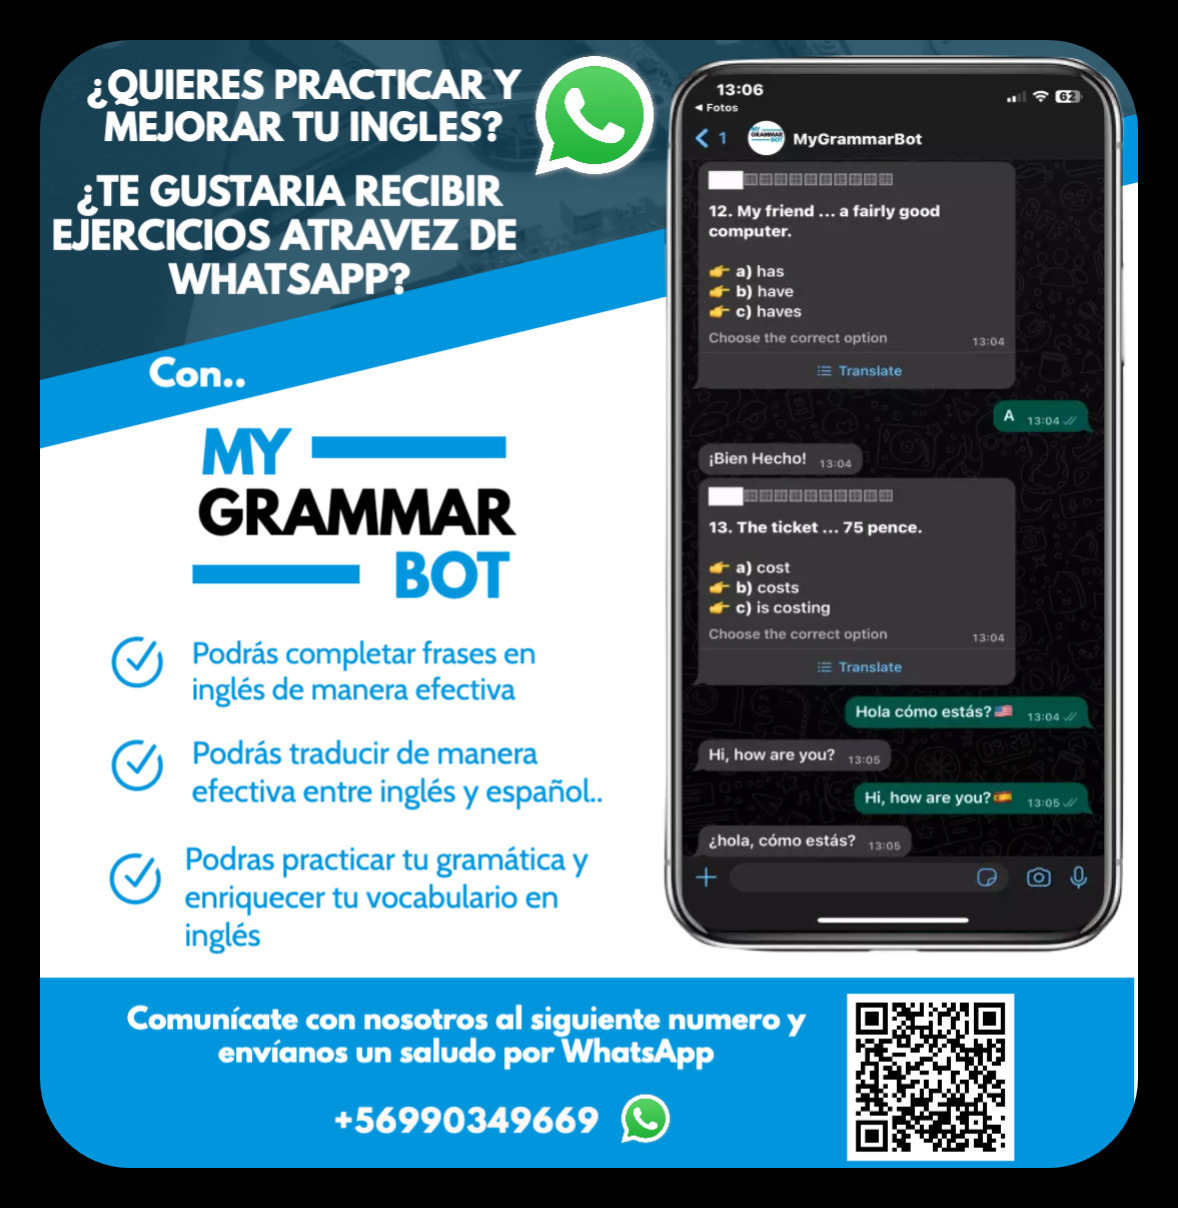 ¿QUIERES PRACTICAR Y
MEJORAR TU INGLES?
¿TE GUSTARIA RECIBIR
EJERCICIOS ATRAVEZ DE
WHATSAPP?
Con..
MY
GRAMMAR
BOT
Podrás completar frases en
inglés de manera efectiva
Podrás traducir de manera
efectiva entre inglés y español..
Podras practicar tu gramática y
enriquecer tu vocabulario en
inglés
13:06
62
◄ Fotos
1
MY
GRAMMAR
BOT
MyGrammarBot
12. My friend ... a fairly good
computer.
👉 a) has
👉 b) have
👉 c) haves
Choose the correct option 13:04
Translate
A 13:04
¡Bien Hecho! 13:04
13. The ticket ... 75 pence.
👉 a) cost
👉 b) costs
👉 c) is costing
Choose the correct option 13:04
Translate
Hola cómo estás?🇺🇸 13:04
Hi, how are you? 13:05
Hi, how are you?🇪🇸 13:05
¿hola, cómo estás? 13:05
Comunícate con nosotros al siguiente numero y
envíanos un saludo por WhatsApp
+56990349669